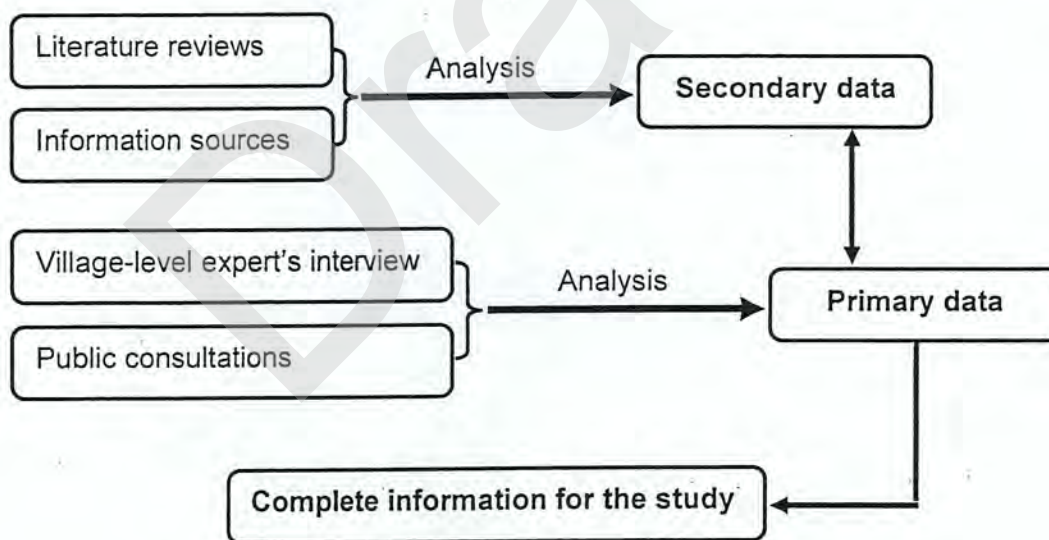 Literature reviews
Analysis
Secondary data
Information sources
Village-level expert's interview
Analysis
Primary data
Public consultations
Complete information for the study